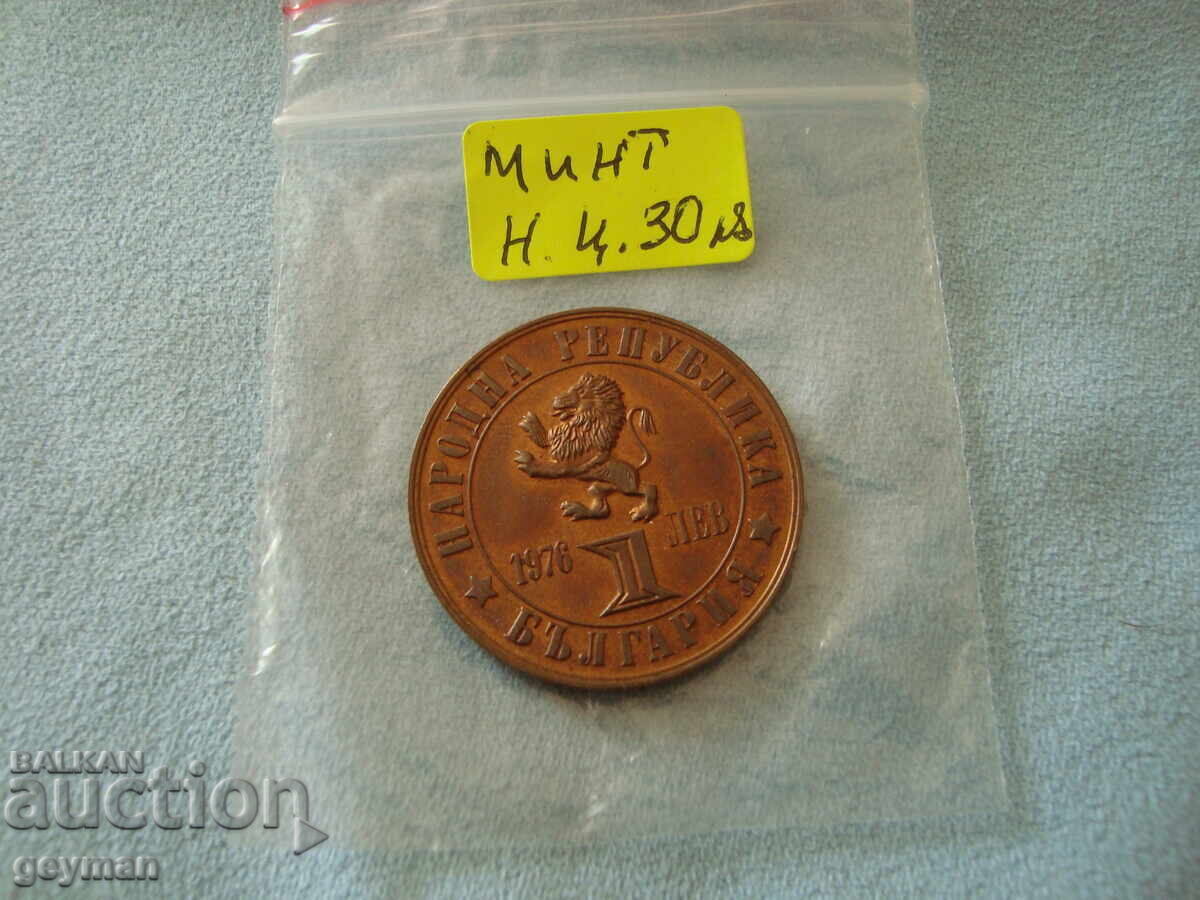 МИНТ
Н. Ц. 30 лв
НАРОДНА РЕПУБЛИКА
1976
1
ЛЕВ
★ БЪЛГАРИЯ ★
BALKAN
auction
geyman